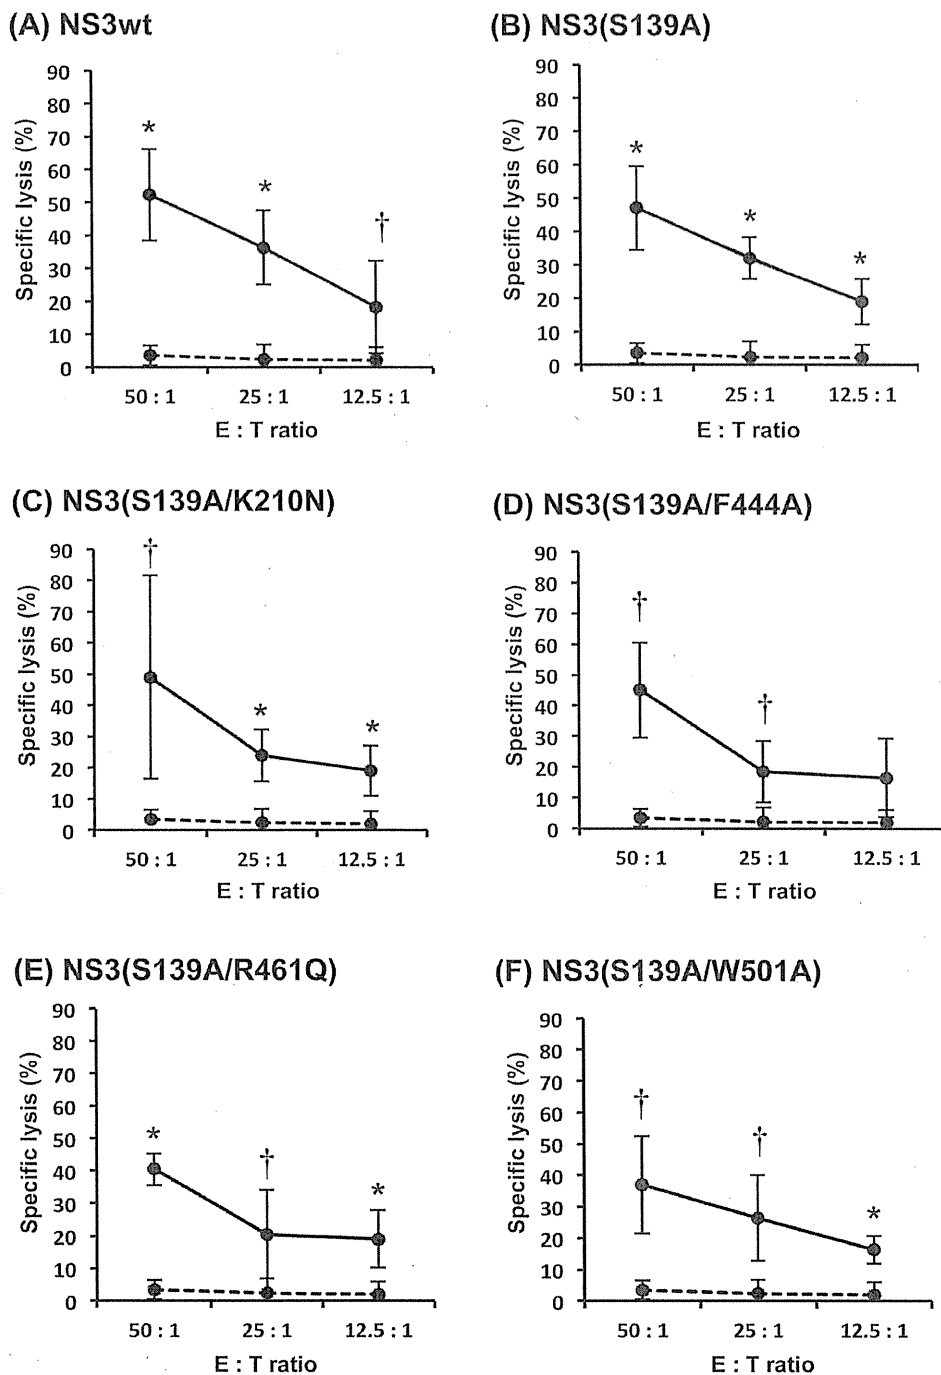 (A) NS3wt
90
80
70
60
50
40
30
20
10
0
Specific lysis (%)
*
*
†
50 : 1
25 : 1
12.5 : 1
E : T ratio
(B) NS3(S139A)
90
80
70
60
50
40
30
20
10
0
Specific lysis (%)
*
*
*
50 : 1
25 : 1
12.5 : 1
E : T ratio
(C) NS3(S139A/K210N)
90
80
70
60
50
40
30
20
10
0
Specific lysis (%)
†
*
*
50 : 1
25 : 1
12.5 : 1
E : T ratio
(D) NS3(S139A/F444A)
90
80
70
60
50
40
30
20
10
0
Specific lysis (%)
†
†
50 : 1
25 : 1
12.5 : 1
E : T ratio
(E) NS3(S139A/R461Q)
90
80
70
60
50
40
30
20
10
0
Specific lysis (%)
*
†
*
50 : 1
25 : 1
12.5 : 1
E : T ratio
(F) NS3(S139A/W501A)
90
80
70
60
50
40
30
20
10
0
Specific lysis (%)
†
†
*
50 : 1
25 : 1
12.5 : 1
E : T ratio